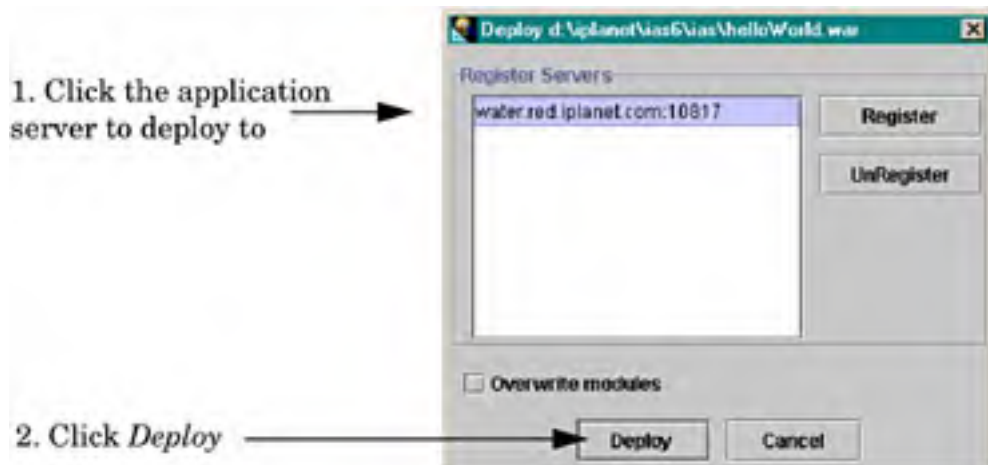 Deploy d:\iplanet\ias6\ias\helloWorld.war
1. Click the application
server to deploy to
Register Servers
water.red.iplanet.com:10817
Register
UnRegister
Overwrite modules
2. Click Deploy
Deploy
Cancel